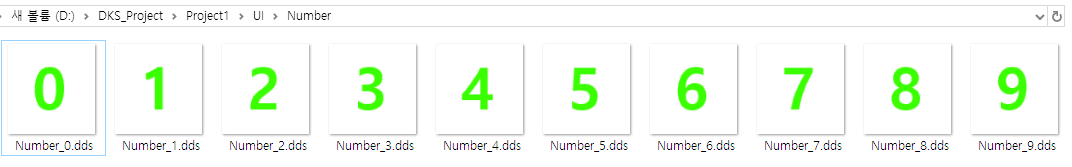 새 볼륨 (D:) > DKS_Project > Project1 > UI > Number
0 1 2 3 4 5 6 7 8 9
Number_0.dds Number_1.dds Number_2.dds Number_3.dds Number_4.dds Number_5.dds Number_6.dds Number_7.dds Number_8.dds Number_9.dds